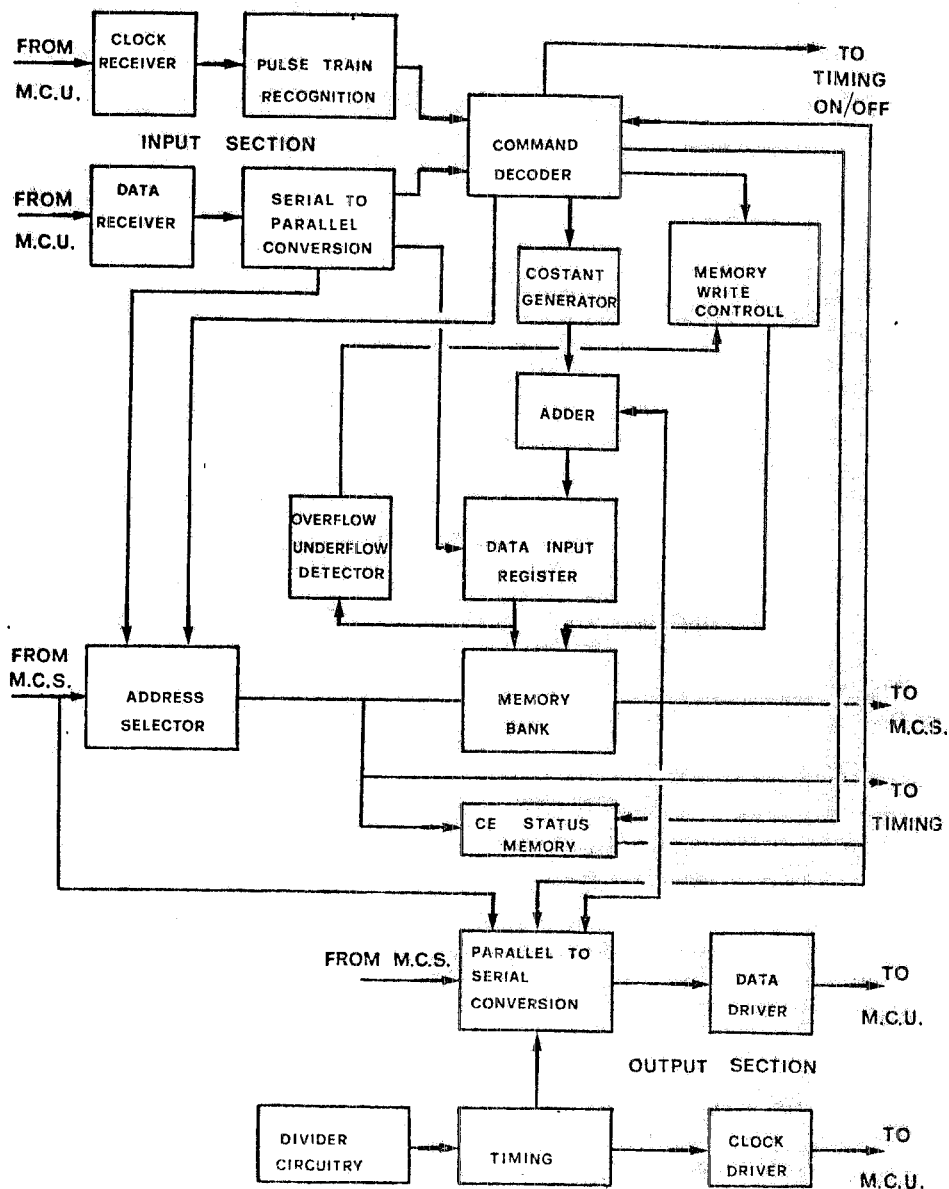 FROM
M.C.U.
CLOCK
RECEIVER
PULSE TRAIN
RECOGNITION
TO
TIMING
ON/OFF
INPUT SECTION
COMMAND
DECODER
FROM
M.C.U.
DATA
RECEIVER
SERIAL TO
PARALLEL
CONVERSION
COSTANT
GENERATOR
MEMORY
WRITE
CONTROLL
ADDER
OVERFLOW
UNDERFLOW
DETECTOR
DATA INPUT
REGISTER
FROM
M.C.S.
ADDRESS
SELECTOR
MEMORY
BANK
TO
M.C.S.
TO
TIMING
CE STATUS
MEMORY
FROM M.C.S.
PARALLEL TO
SERIAL
CONVERSION
DATA
DRIVER
TO
M.C.U.
OUTPUT SECTION
DIVIDER
CIRCUITRY
TIMING
CLOCK
DRIVER
TO
M.C.U.